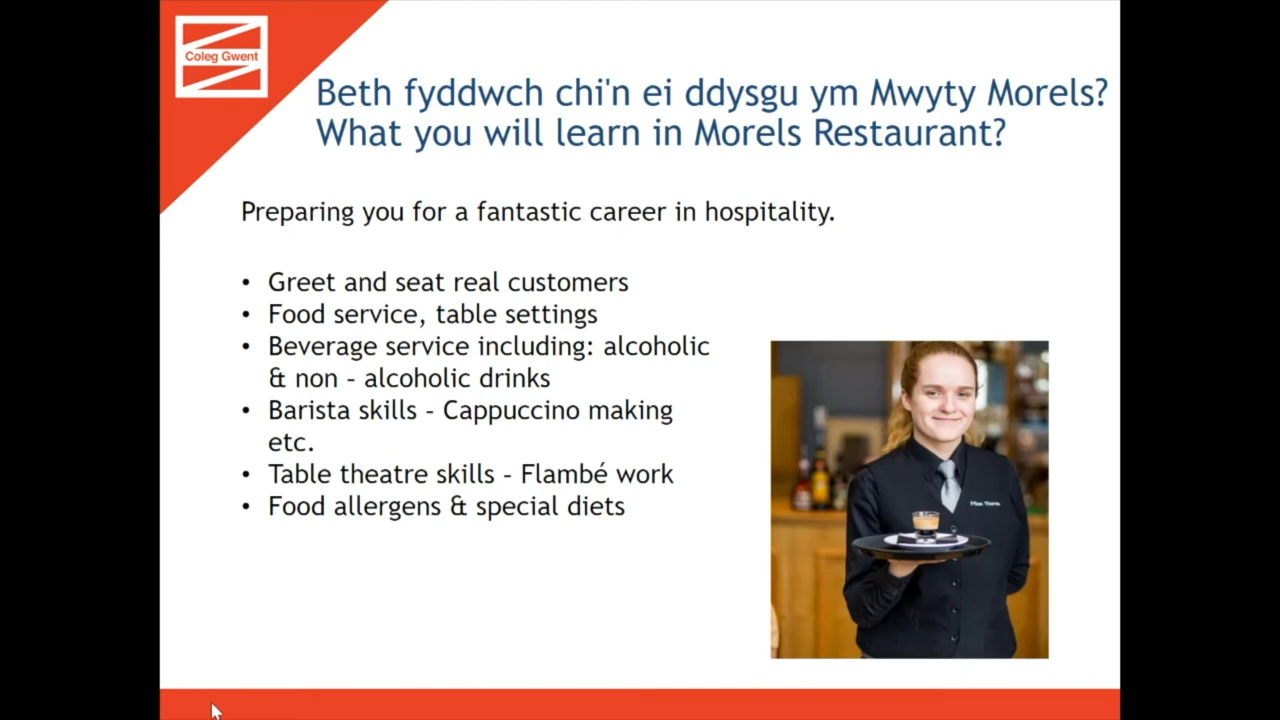 Coleg Gwent
Beth fyddwch chi'n ei ddysgu ym Mwyty Morels?
What you will learn in Morels Restaurant?
Preparing you for a fantastic career in hospitality.
• Greet and seat real customers
• Food service, table settings
• Beverage service including: alcoholic
& non – alcoholic drinks
• Barista skills – Cappuccino making
etc.
• Table theatre skills – Flambé work
• Food allergens & special diets